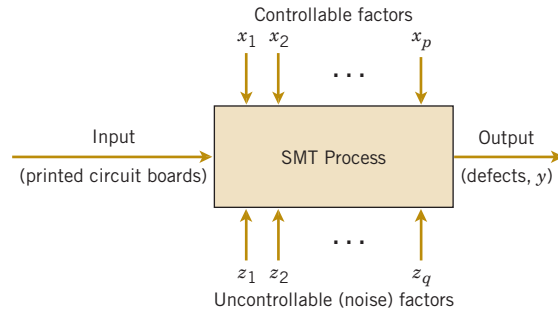 Controllable factors
x1 x2 ... xp
Input
(printed circuit boards)
SMT Process
Output
(defects, y)
...
z1 z2 zq
Uncontrollable (noise) factors